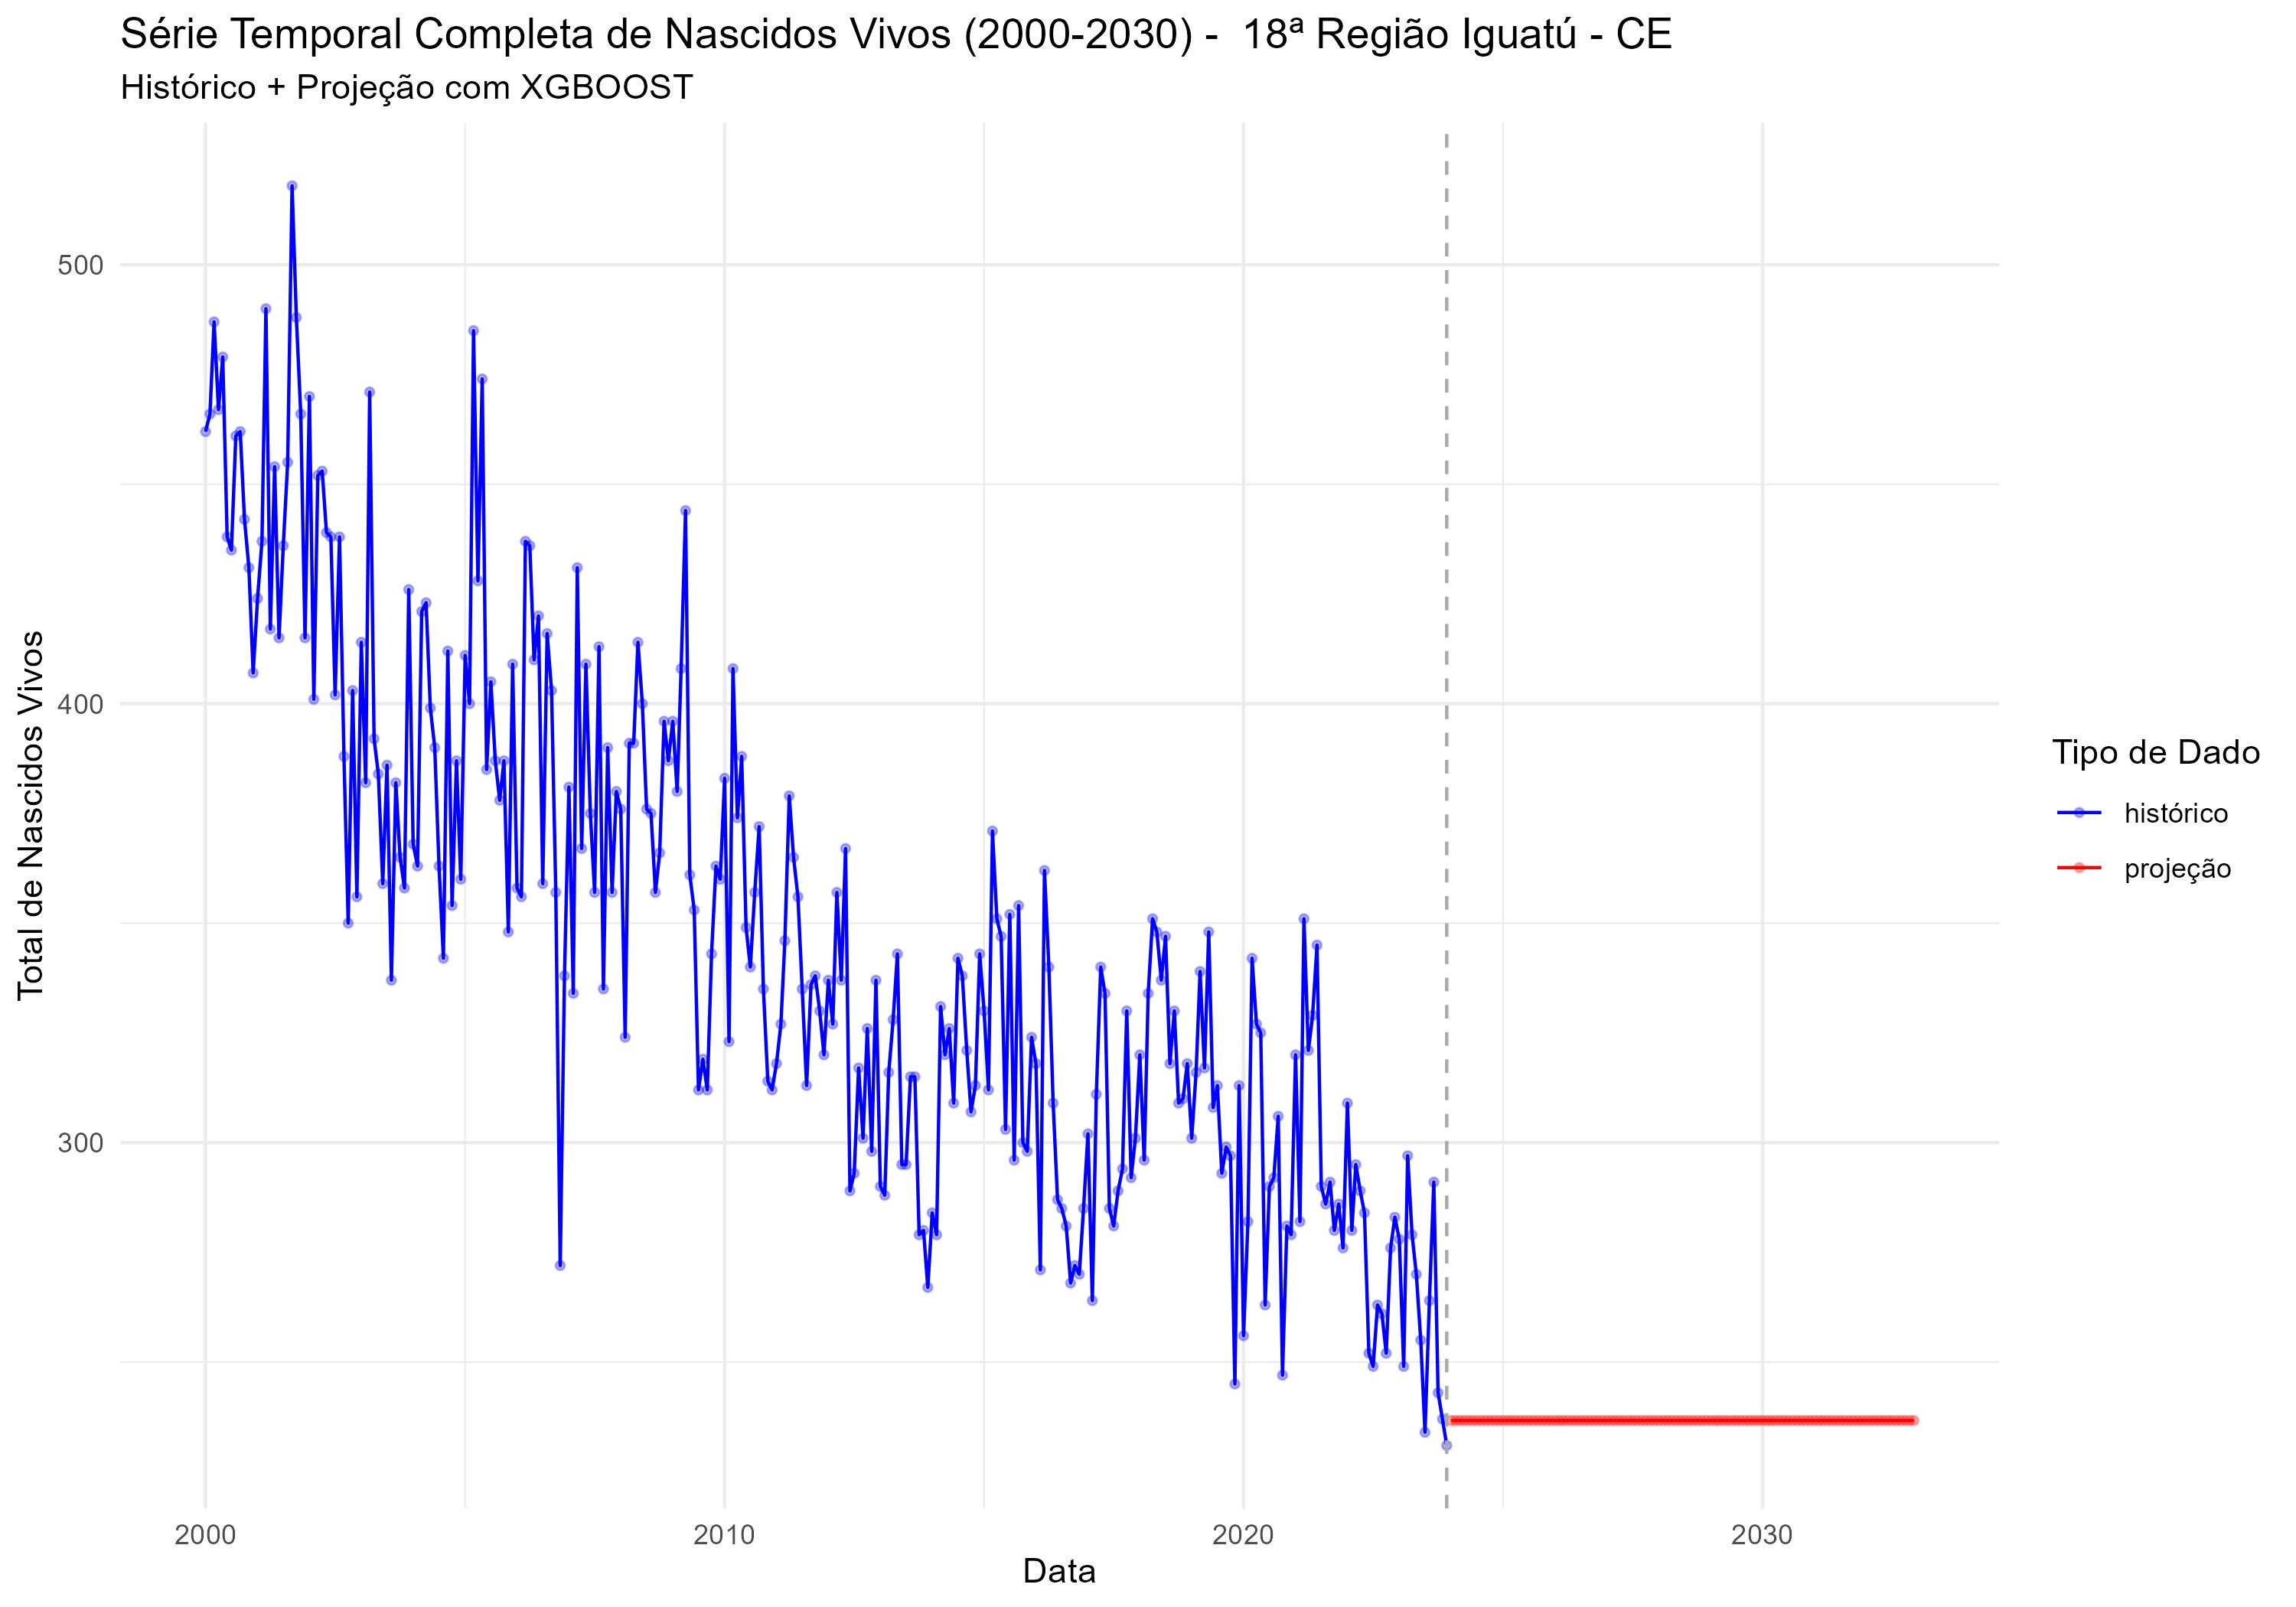 Série Temporal Completa de Nascidos Vivos (2000-2030) -  18ª Região Iguatú - CE
Histórico + Projeção com XGBOOST
Total de Nascidos Vivos
500
400
300
2000
2010
2020
2030
Data
Tipo de Dado
histórico
projeção